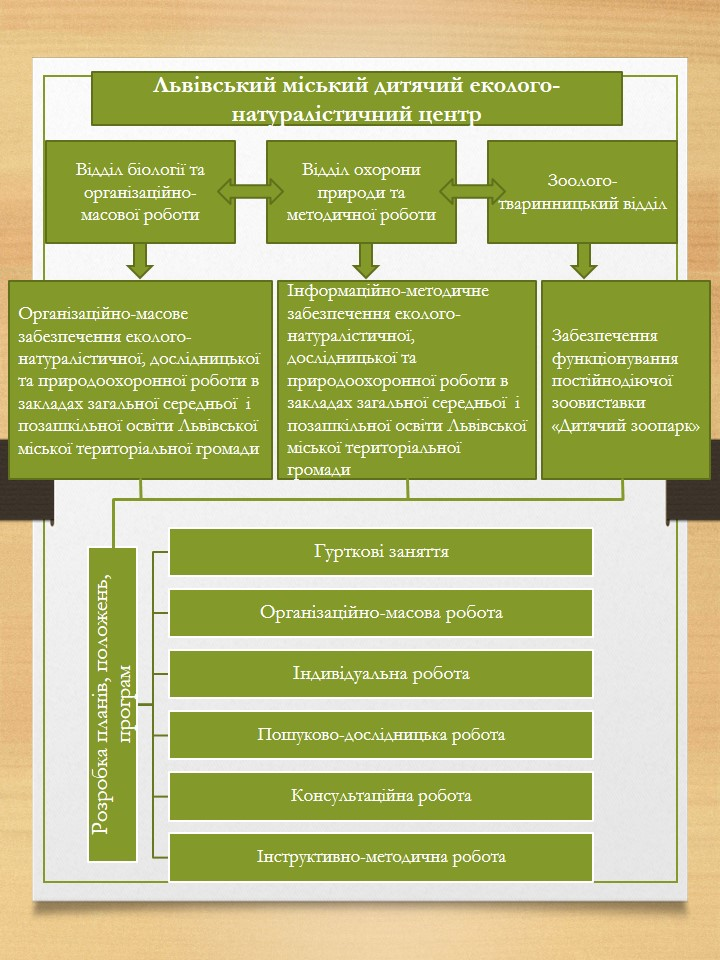 Львівський міський дитячий еколого-
натуралістичний центр
Відділ біології та
організаційно-
масової роботи
Відділ охорони
природи та
методичної роботи
Зоолого-
тваринницький відділ
Організаційно-масове
забезпечення еколого-
натуралістичної, дослідницької
та природоохоронної роботи в
закладах загальної середньої і
позашкільної освіти Львівської
міської територіальної громади
Інформаційно-методичне
забезпечення еколого-
натуралістичної,
дослідницької та
природоохоронної роботи в
закладах загальної середньої і
позашкільної освіти Львівської
міської територіальної
громади
Забезпечення
функціонування
постійнодіючої
зоовиставки
«Дитячий зоопарк»
Розробка планів, положень,
програм
Гурткові заняття
Організаційно-масова робота
Індивідуальна робота
Пошуково-дослідницька робота
Консультаційна робота
Інструктивно-методична робота